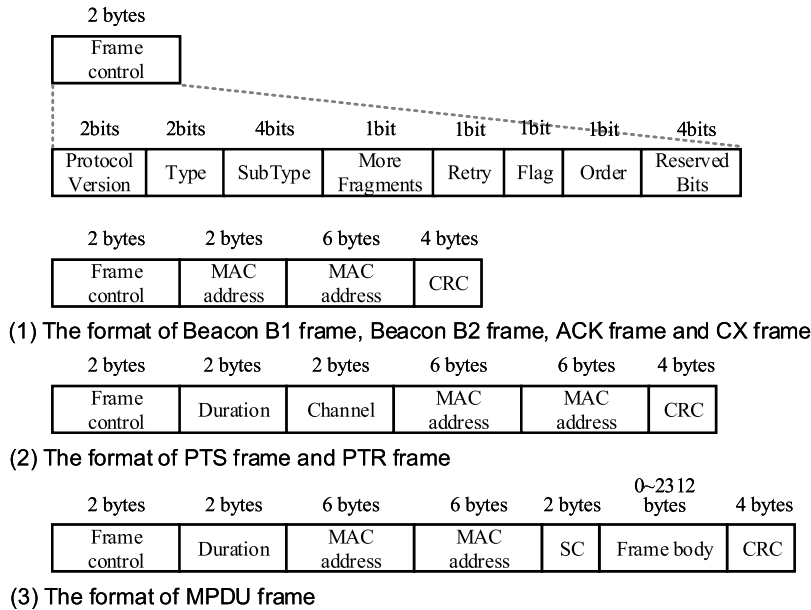 2 bytes
Frame
control
2bits 2bits 4bits 1bit 1bit 1bit 1bit 4bits
Protocol
Version
Type
SubType
More
Fragments
Retry
Flag
Order
Reserved
Bits
2 bytes 2 bytes 6 bytes 4 bytes
Frame
control
MAC
address
MAC
address
CRC
(1) The format of Beacon B1 frame, Beacon B2 frame, ACK frame and CX frame
2 bytes 2 bytes 2 bytes 6 bytes 6 bytes 4 bytes
Frame
control
Duration
Channel
MAC
address
MAC
address
CRC
(2) The format of PTS frame and PTR frame
2 bytes 2 bytes 6 bytes 6 bytes 2 bytes 0~2312
bytes 4 bytes
Frame
control
Duration
MAC
address
MAC
address
SC
Frame body
CRC
(3) The format of MPDU frame